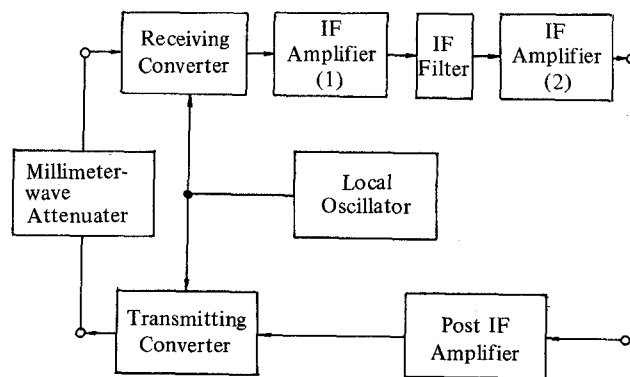 Receiving
Converter
IF
Amplifier
(1)
IF
Filter
IF
Amplifier
(2)
Millimeter-
wave
Attenuater
Local
Oscillator
Transmitting
Converter
Post IF
Amplifier